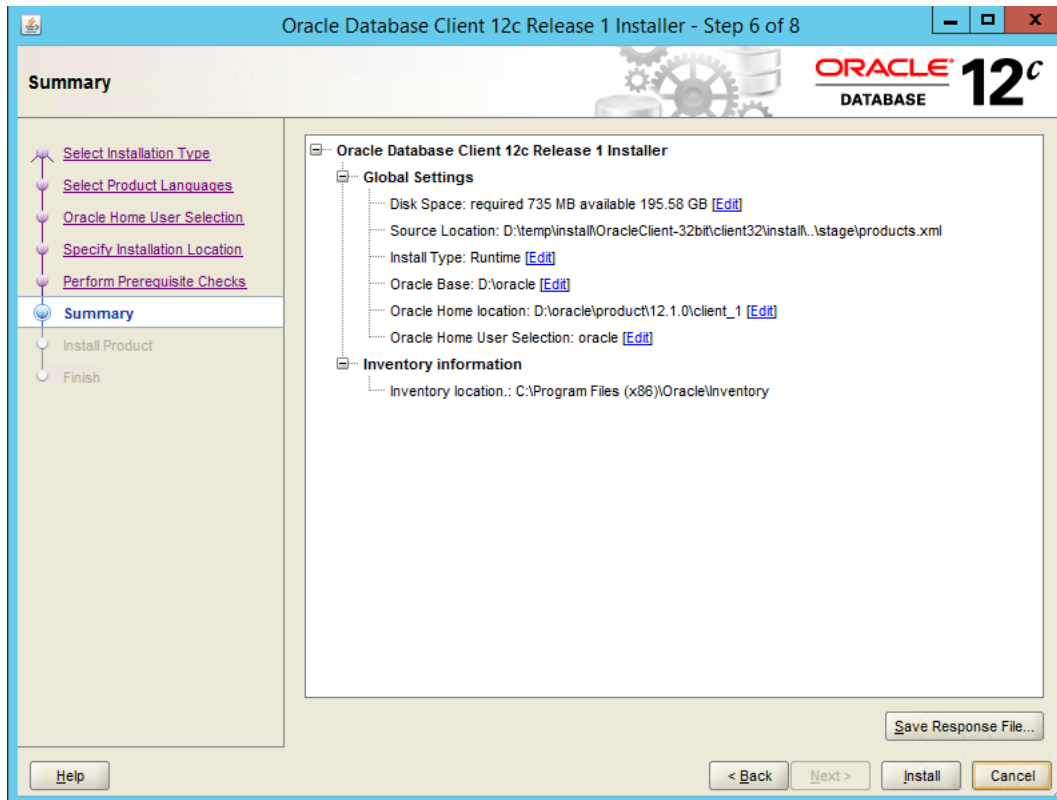 Oracle Database Client 12c Release 1 Installer - Step 6 of 8
Summary
ORACLE DATABASE 12c
Select Installation Type
Select Product Languages
Oracle Home User Selection
Specify Installation Location
Perform Prerequisite Checks
Summary
Install Product
Finish
Oracle Database Client 12c Release 1 Installer
Global Settings
Disk Space: required 735 MB available 195.58 GB [Edit]
Source Location: D:\temp\install\OracleClient-32bit\client32\install\..\stage\products.xml
Install Type: Runtime [Edit]
Oracle Base: D:\oracle [Edit]
Oracle Home location: D:\oracle\product\12.1.0\client_1 [Edit]
Oracle Home User Selection: oracle [Edit]
Inventory information
Inventory location.: C:\Program Files (x86)\Oracle\Inventory
Save Response File...
Help
< Back
Next >
Install
Cancel